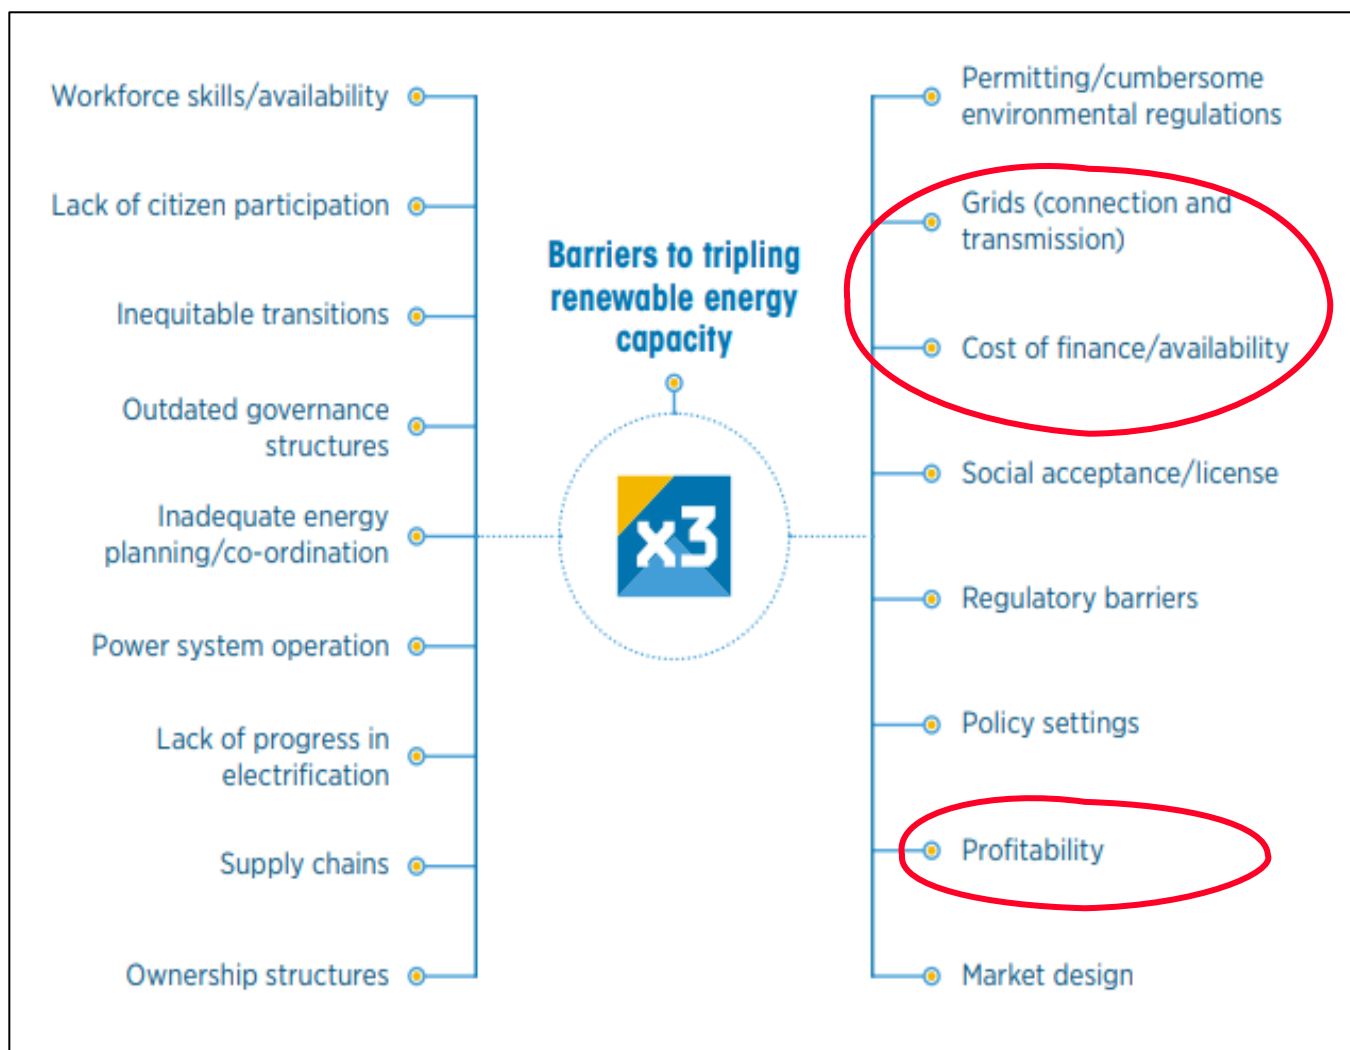 Workforce skills/availability
Lack of citizen participation
Inequitable transitions
Outdated governance
structures
Inadequate energy
planning/co-ordination
Power system operation
Lack of progress in
electrification
Supply chains
Ownership structures
Barriers to tripling
renewable energy
capacity
x3
Permitting/cumbersome
environmental regulations
Grids (connection and
transmission)
Cost of finance/availability
Social acceptance/license
Regulatory barriers
Policy settings
Profitability
Market design